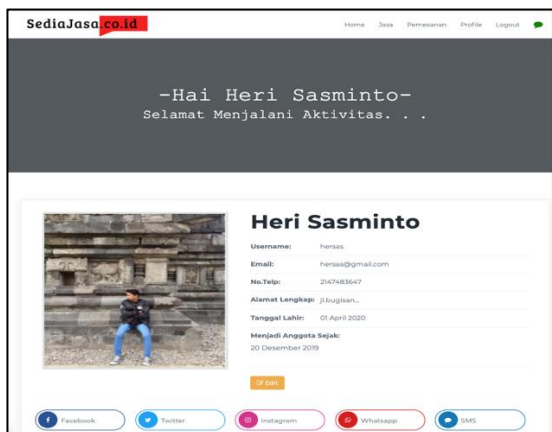 SediaJasa.co.id
Home Jasa Pemesanan Profile Logout
-Hai Heri Sasminto-
Selamat Menjalani Aktivitas. . .
Heri Sasminto
Username: hersas
Email: hersas@gmail.com
No.Telp: 2147483647
Alamat Lengkap: jl.bugisan...
Tanggal Lahir: 01 April 2020
Menjadi Anggota Sejak:
20 Desember 2019
Edit
Facebook Twitter Instagram Whatsapp SMS